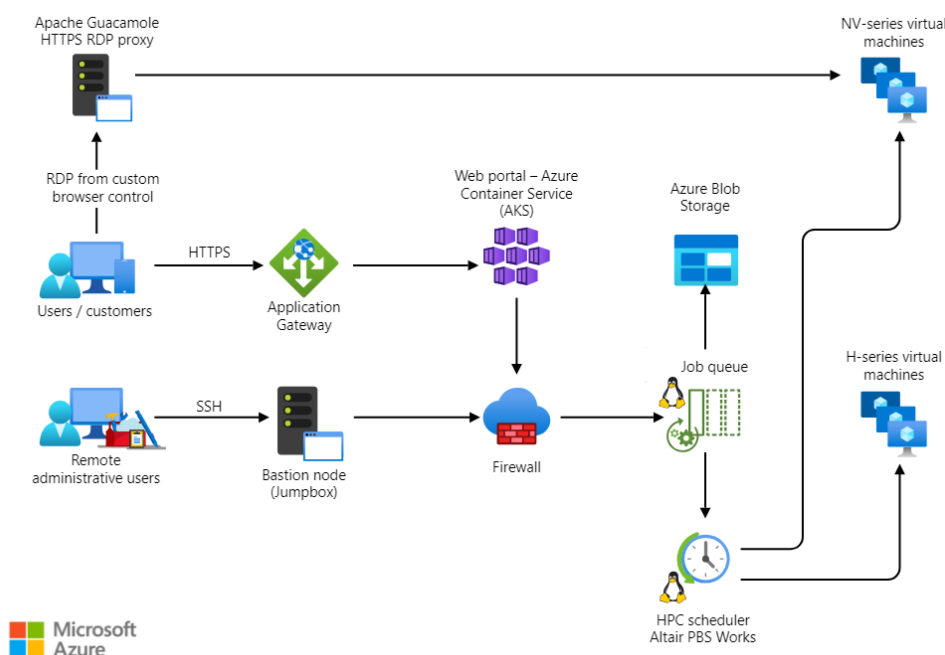 Apache Guacamole
HTTPS RDP proxy
NV-series virtual
machines
RDP from custom
browser control
Web portal – Azure
Container Service
(AKS)
Azure Blob
Storage
HTTPS
Users / customers
Application
Gateway
Job queue
H-series virtual
machines
SSH
Remote
administrative users
Bastion node
(Jumpbox)
Firewall
HPC scheduler
Altair PBS Works
Microsoft
Azure